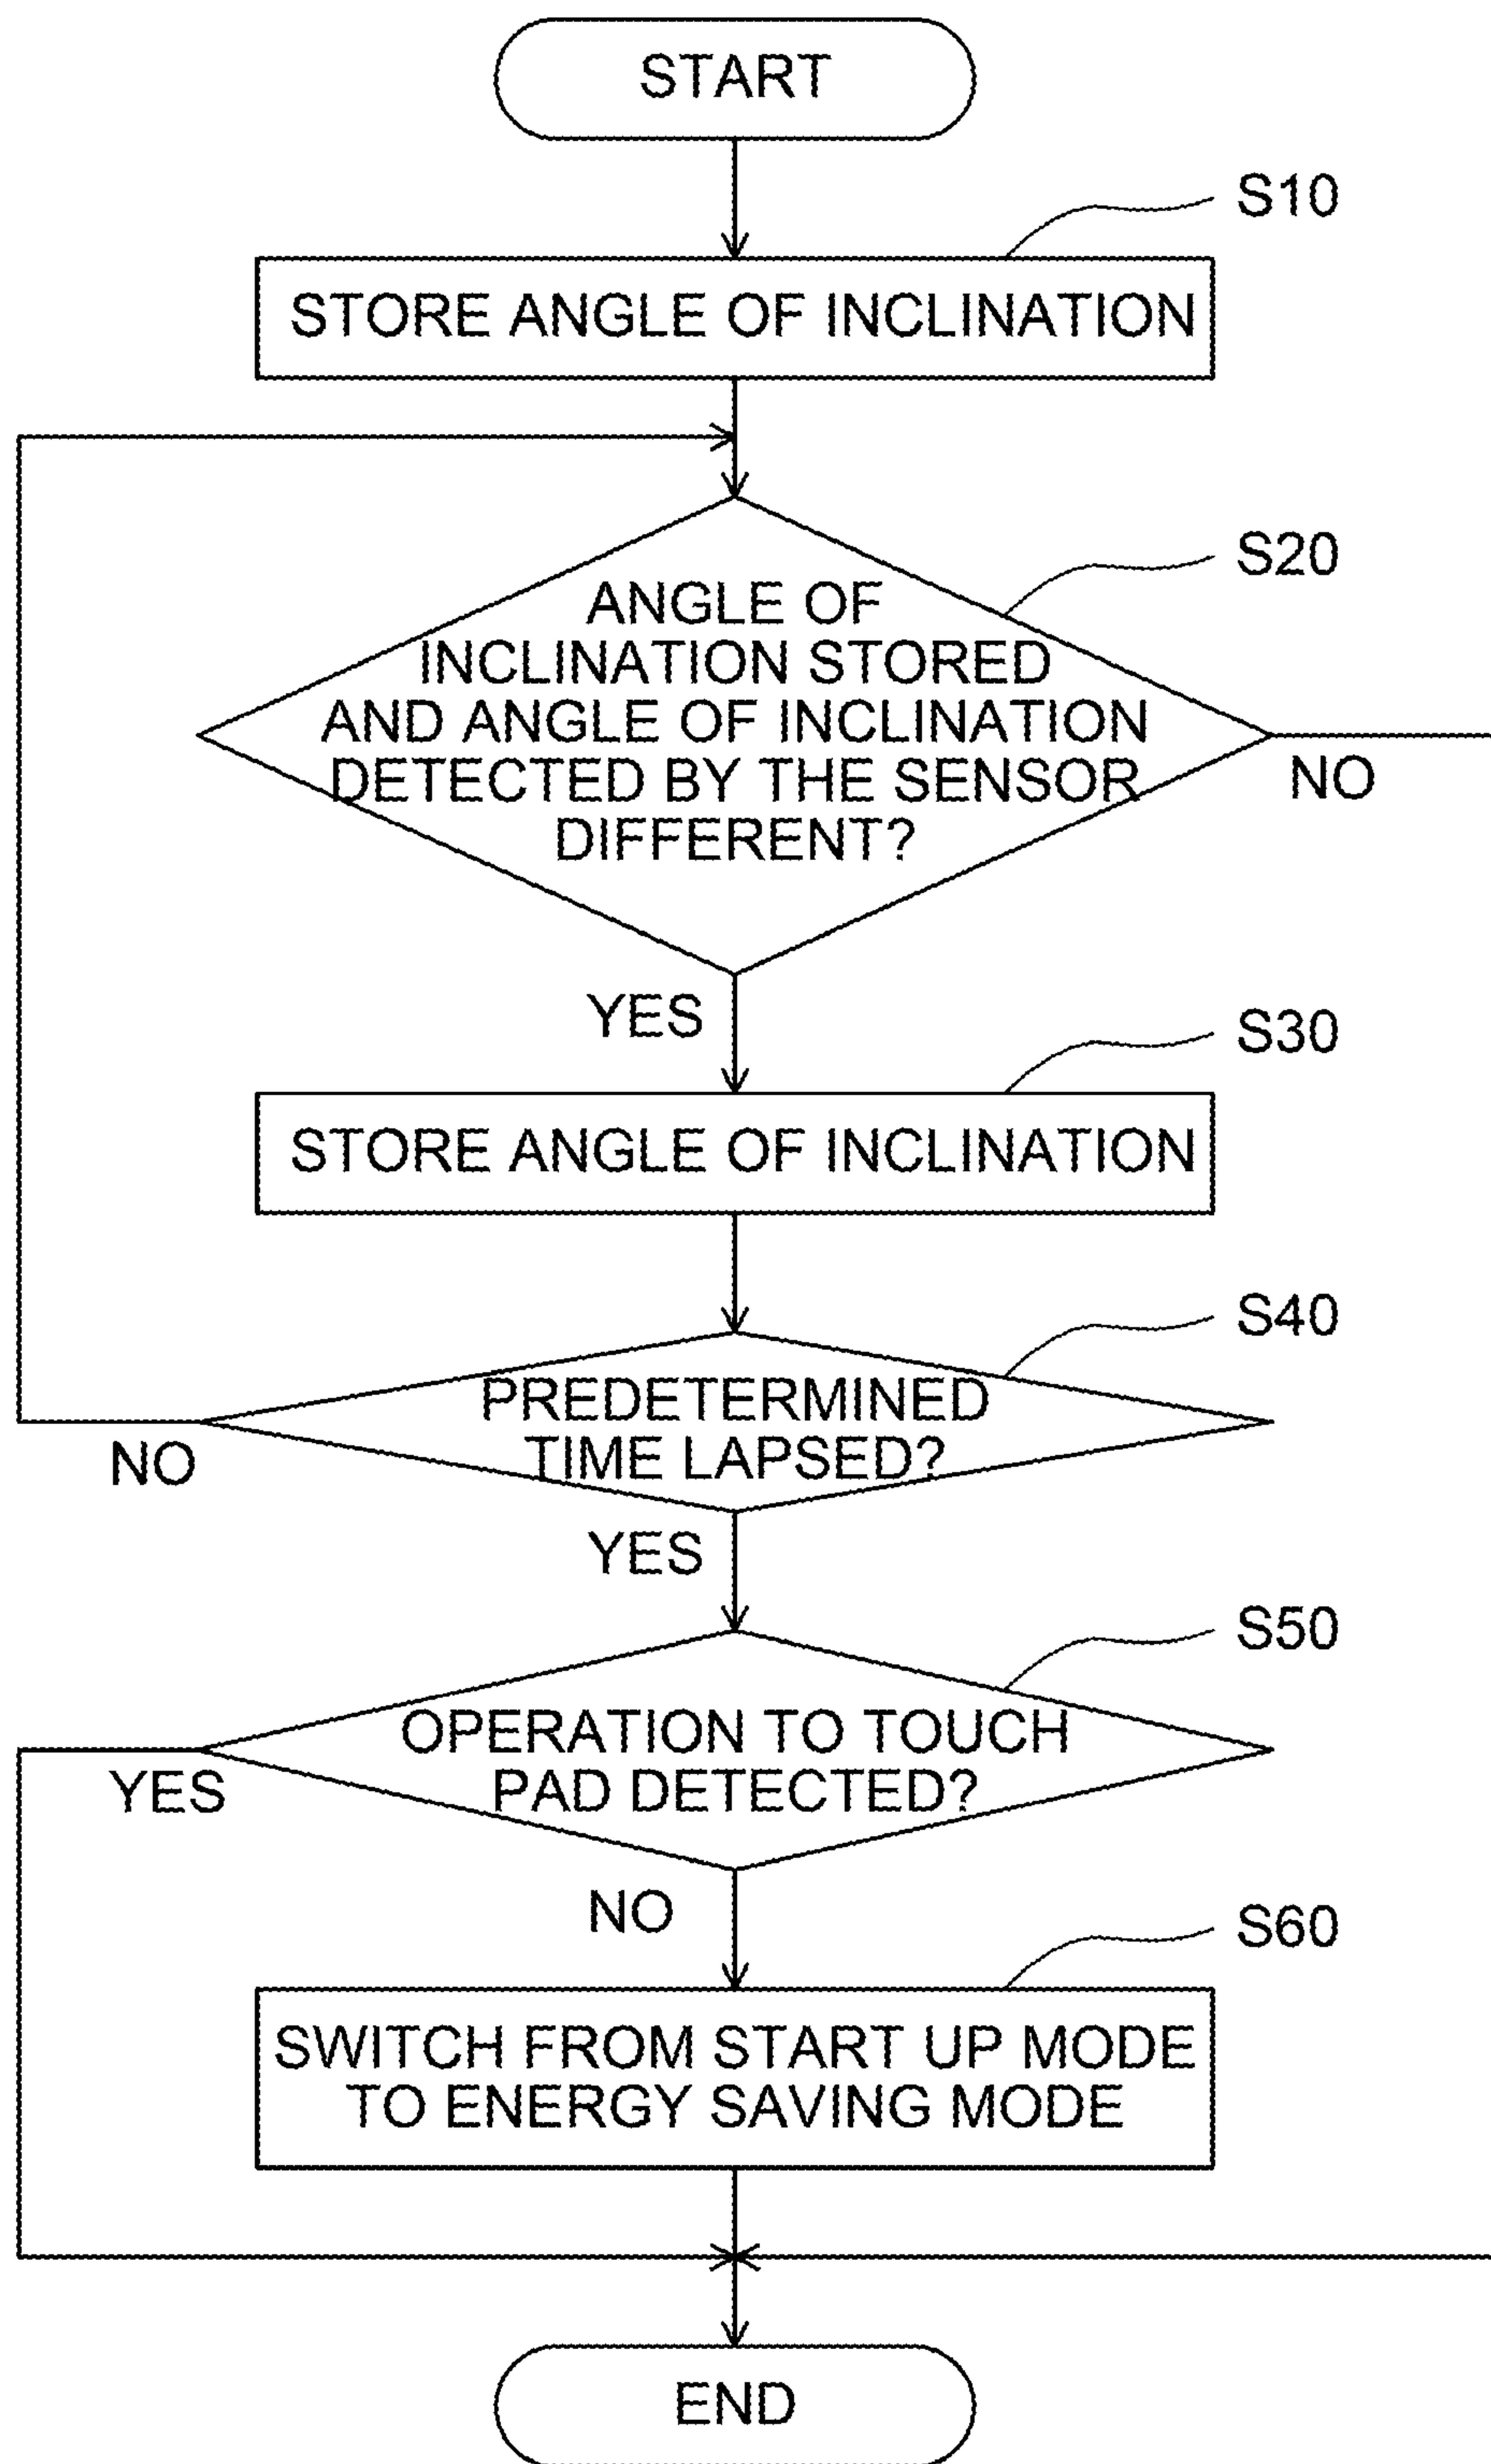 START
S10
STORE ANGLE OF INCLINATION
S20
ANGLE OF
INCLINATION STORED
AND ANGLE OF INCLINATION
DETECTED BY THE SENSOR
DIFFERENT?
NO
YES
S30
STORE ANGLE OF INCLINATION
S40
PREDETERMINED
TIME LAPSED?
NO
YES
S50
OPERATION TO TOUCH
PAD DETECTED?
YES
NO
S60
SWITCH FROM START UP MODE
TO ENERGY SAVING MODE
END